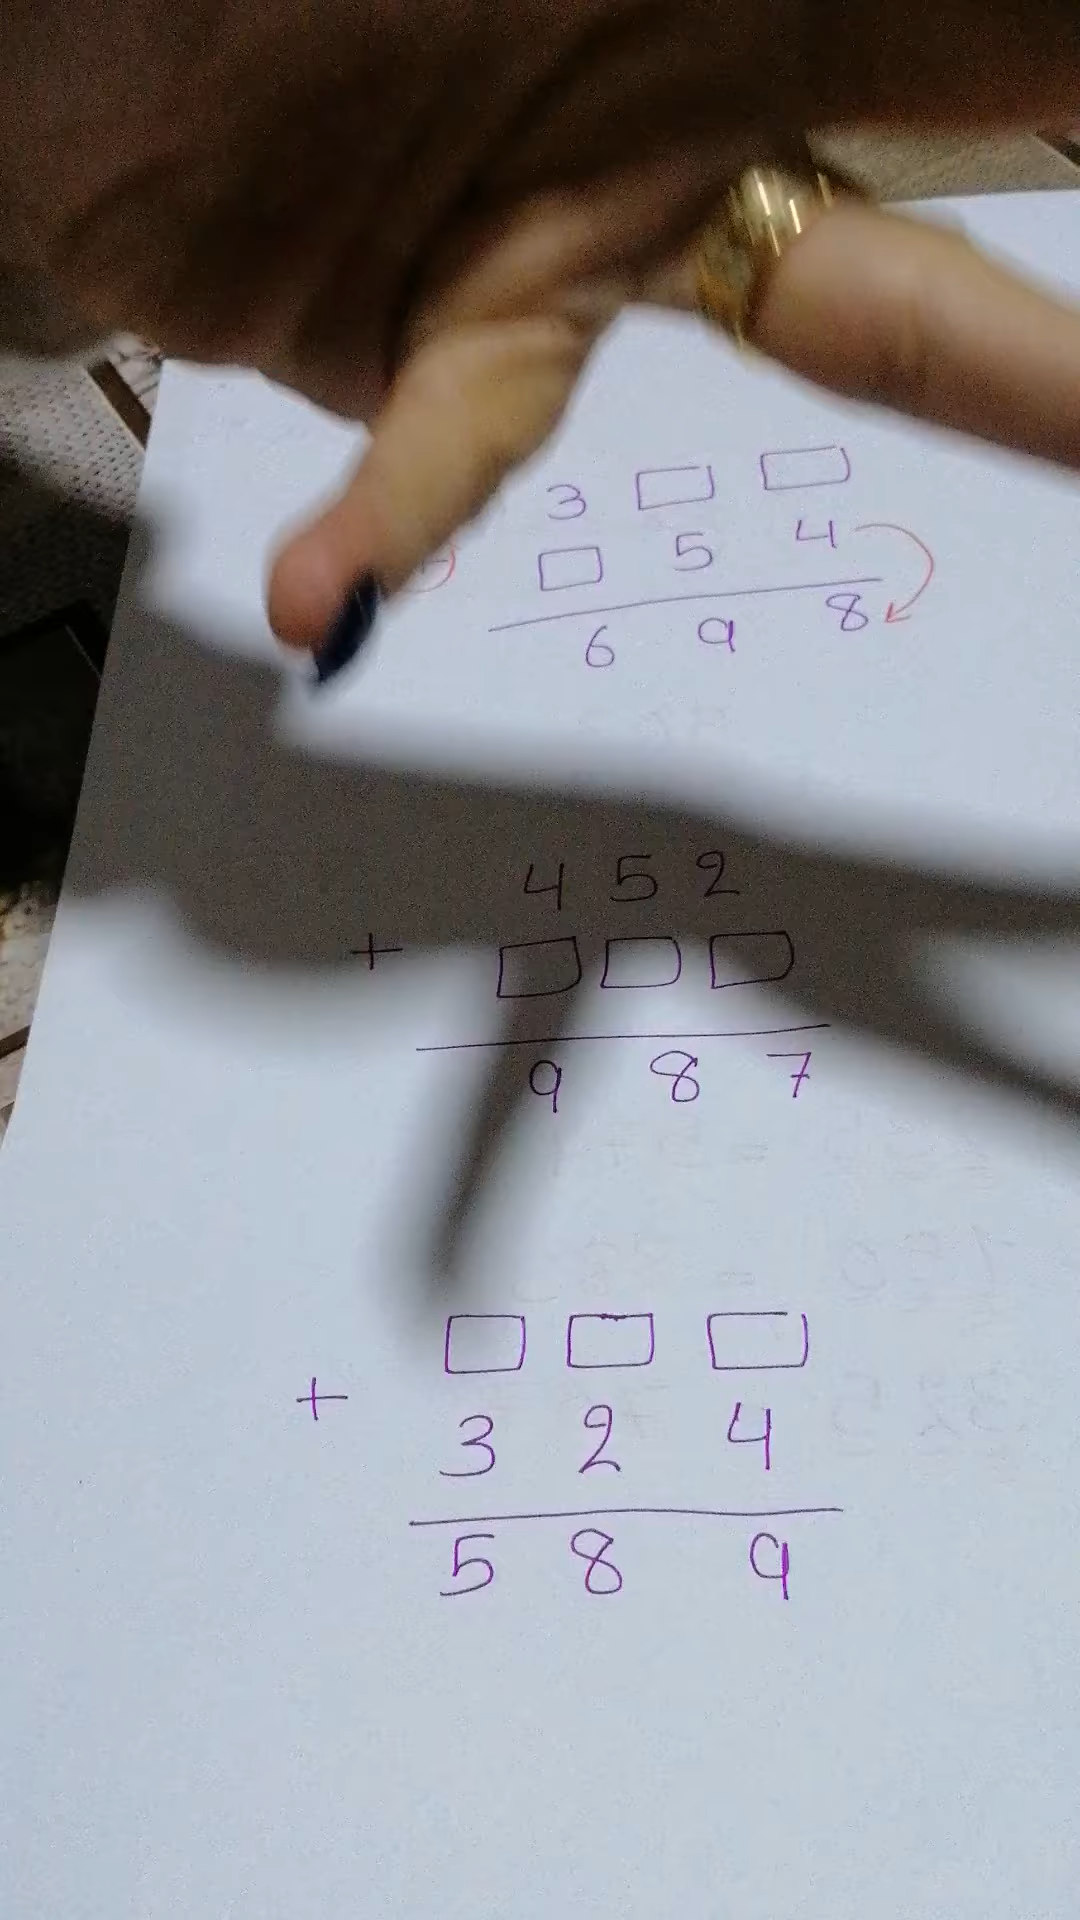 3 □ □
+ □ 5 4
6 9 8
4 5 2
+ □ □ □
9 8 7
□ □ □
+ 3 2 4
5 8 9